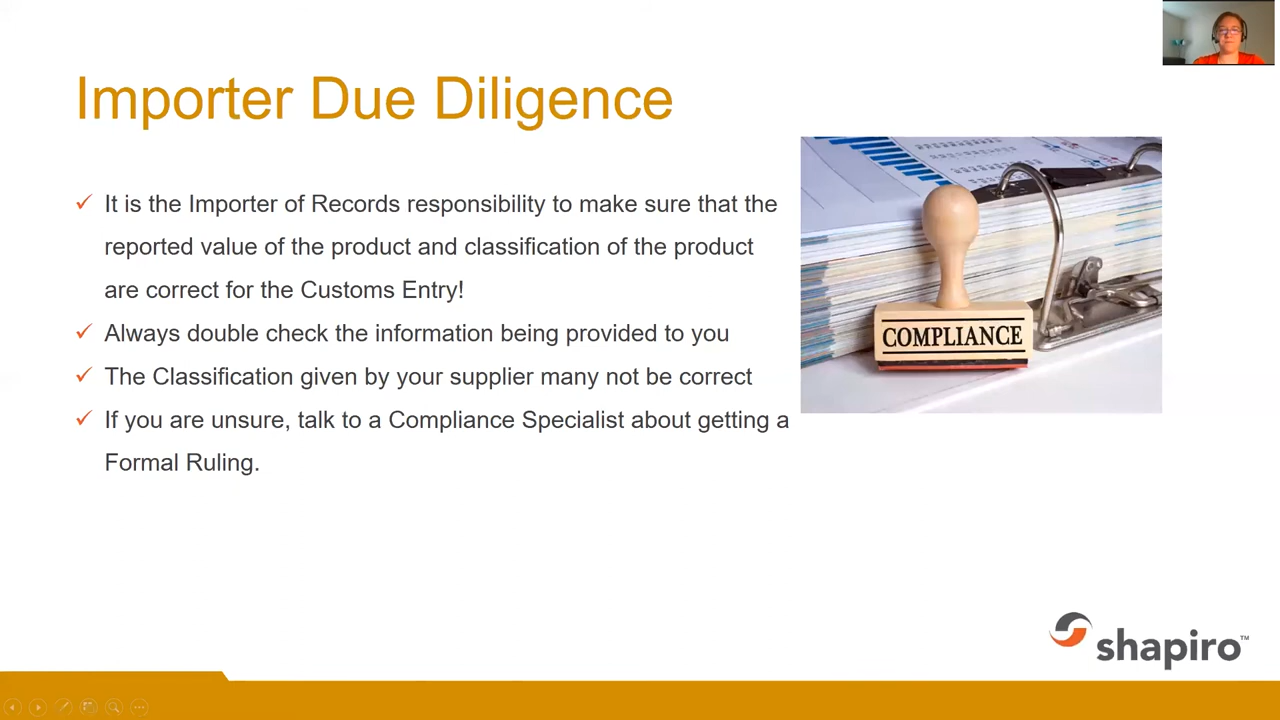 Importer Due Diligence
✓ It is the Importer of Records responsibility to make sure that the
reported value of the product and classification of the product
are correct for the Customs Entry!
✓ Always double check the information being provided to you
✓ The Classification given by your supplier many not be correct
✓ If you are unsure, talk to a Compliance Specialist about getting a
Formal Ruling.
COMPLIANCE
shapiro™